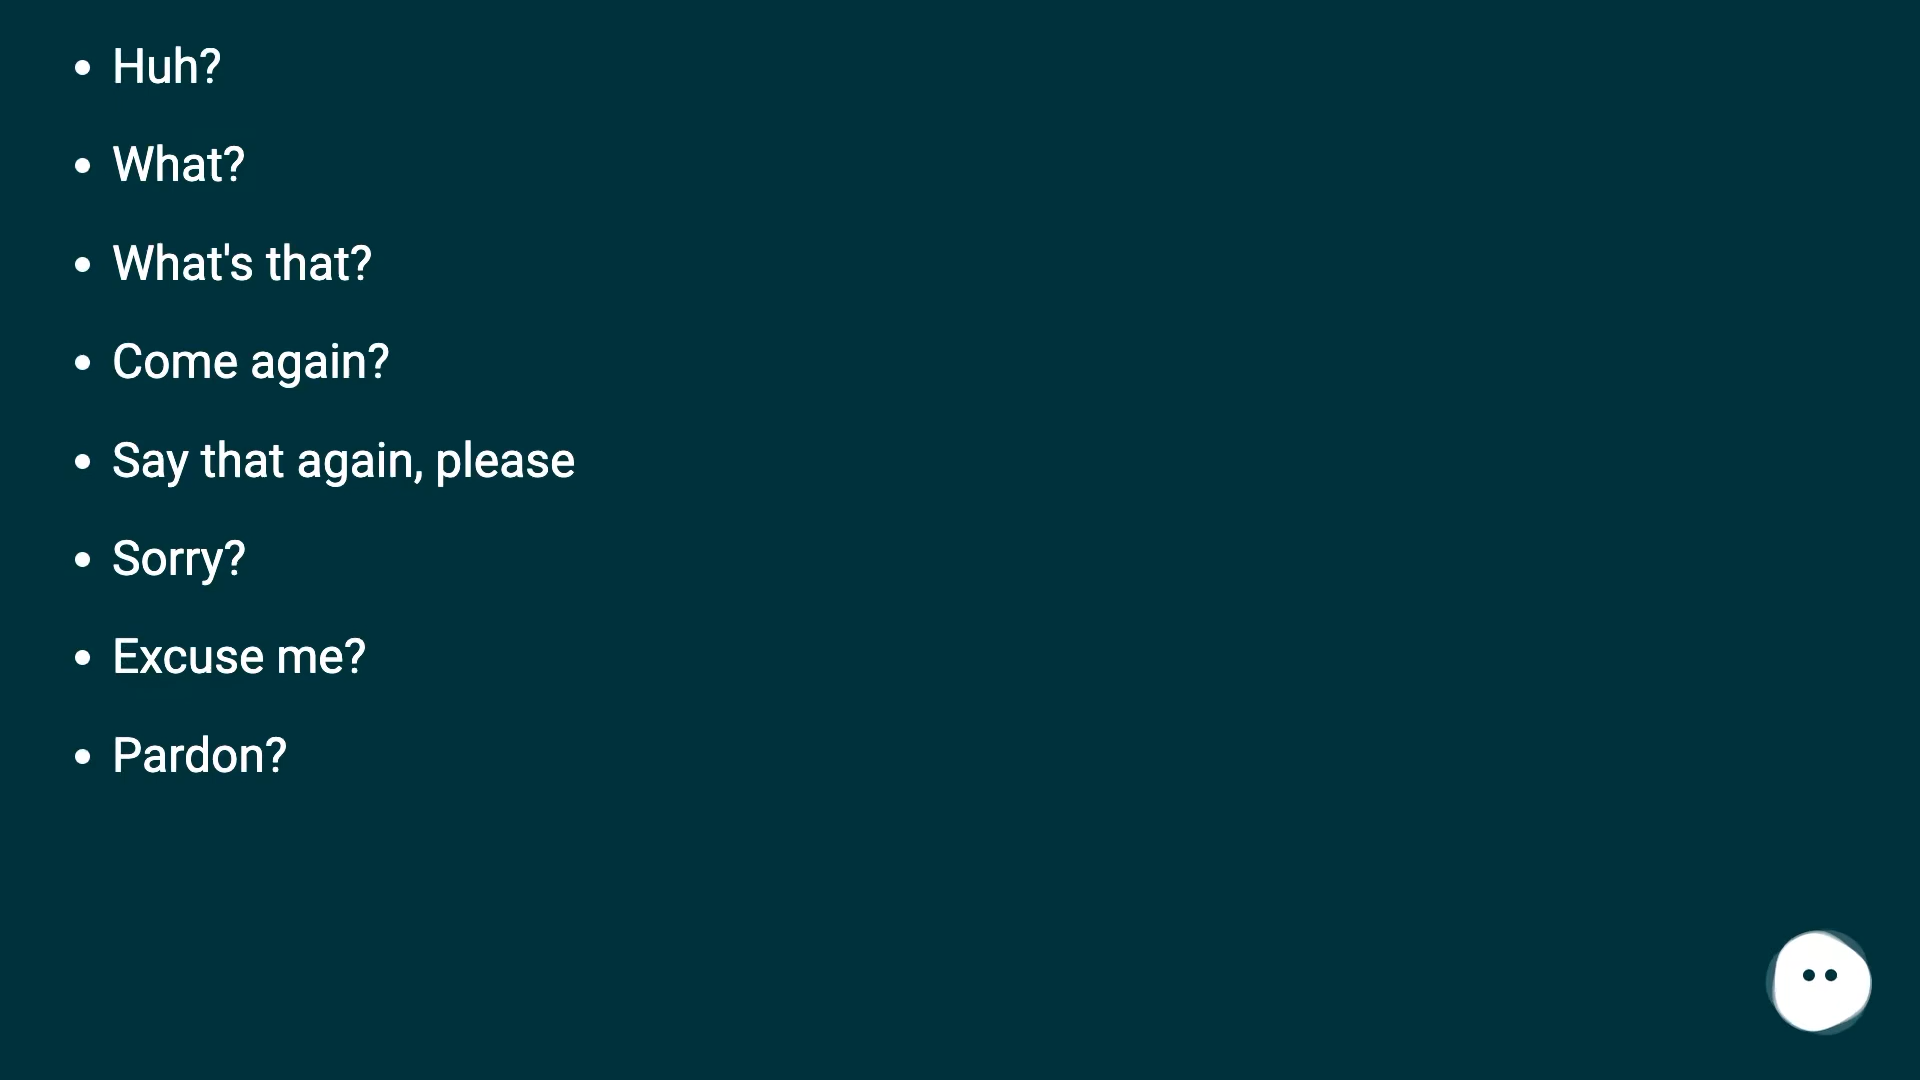 Huh?
What?
What's that?
Come again?
Say that again, please
Sorry?
Excuse me?
Pardon?